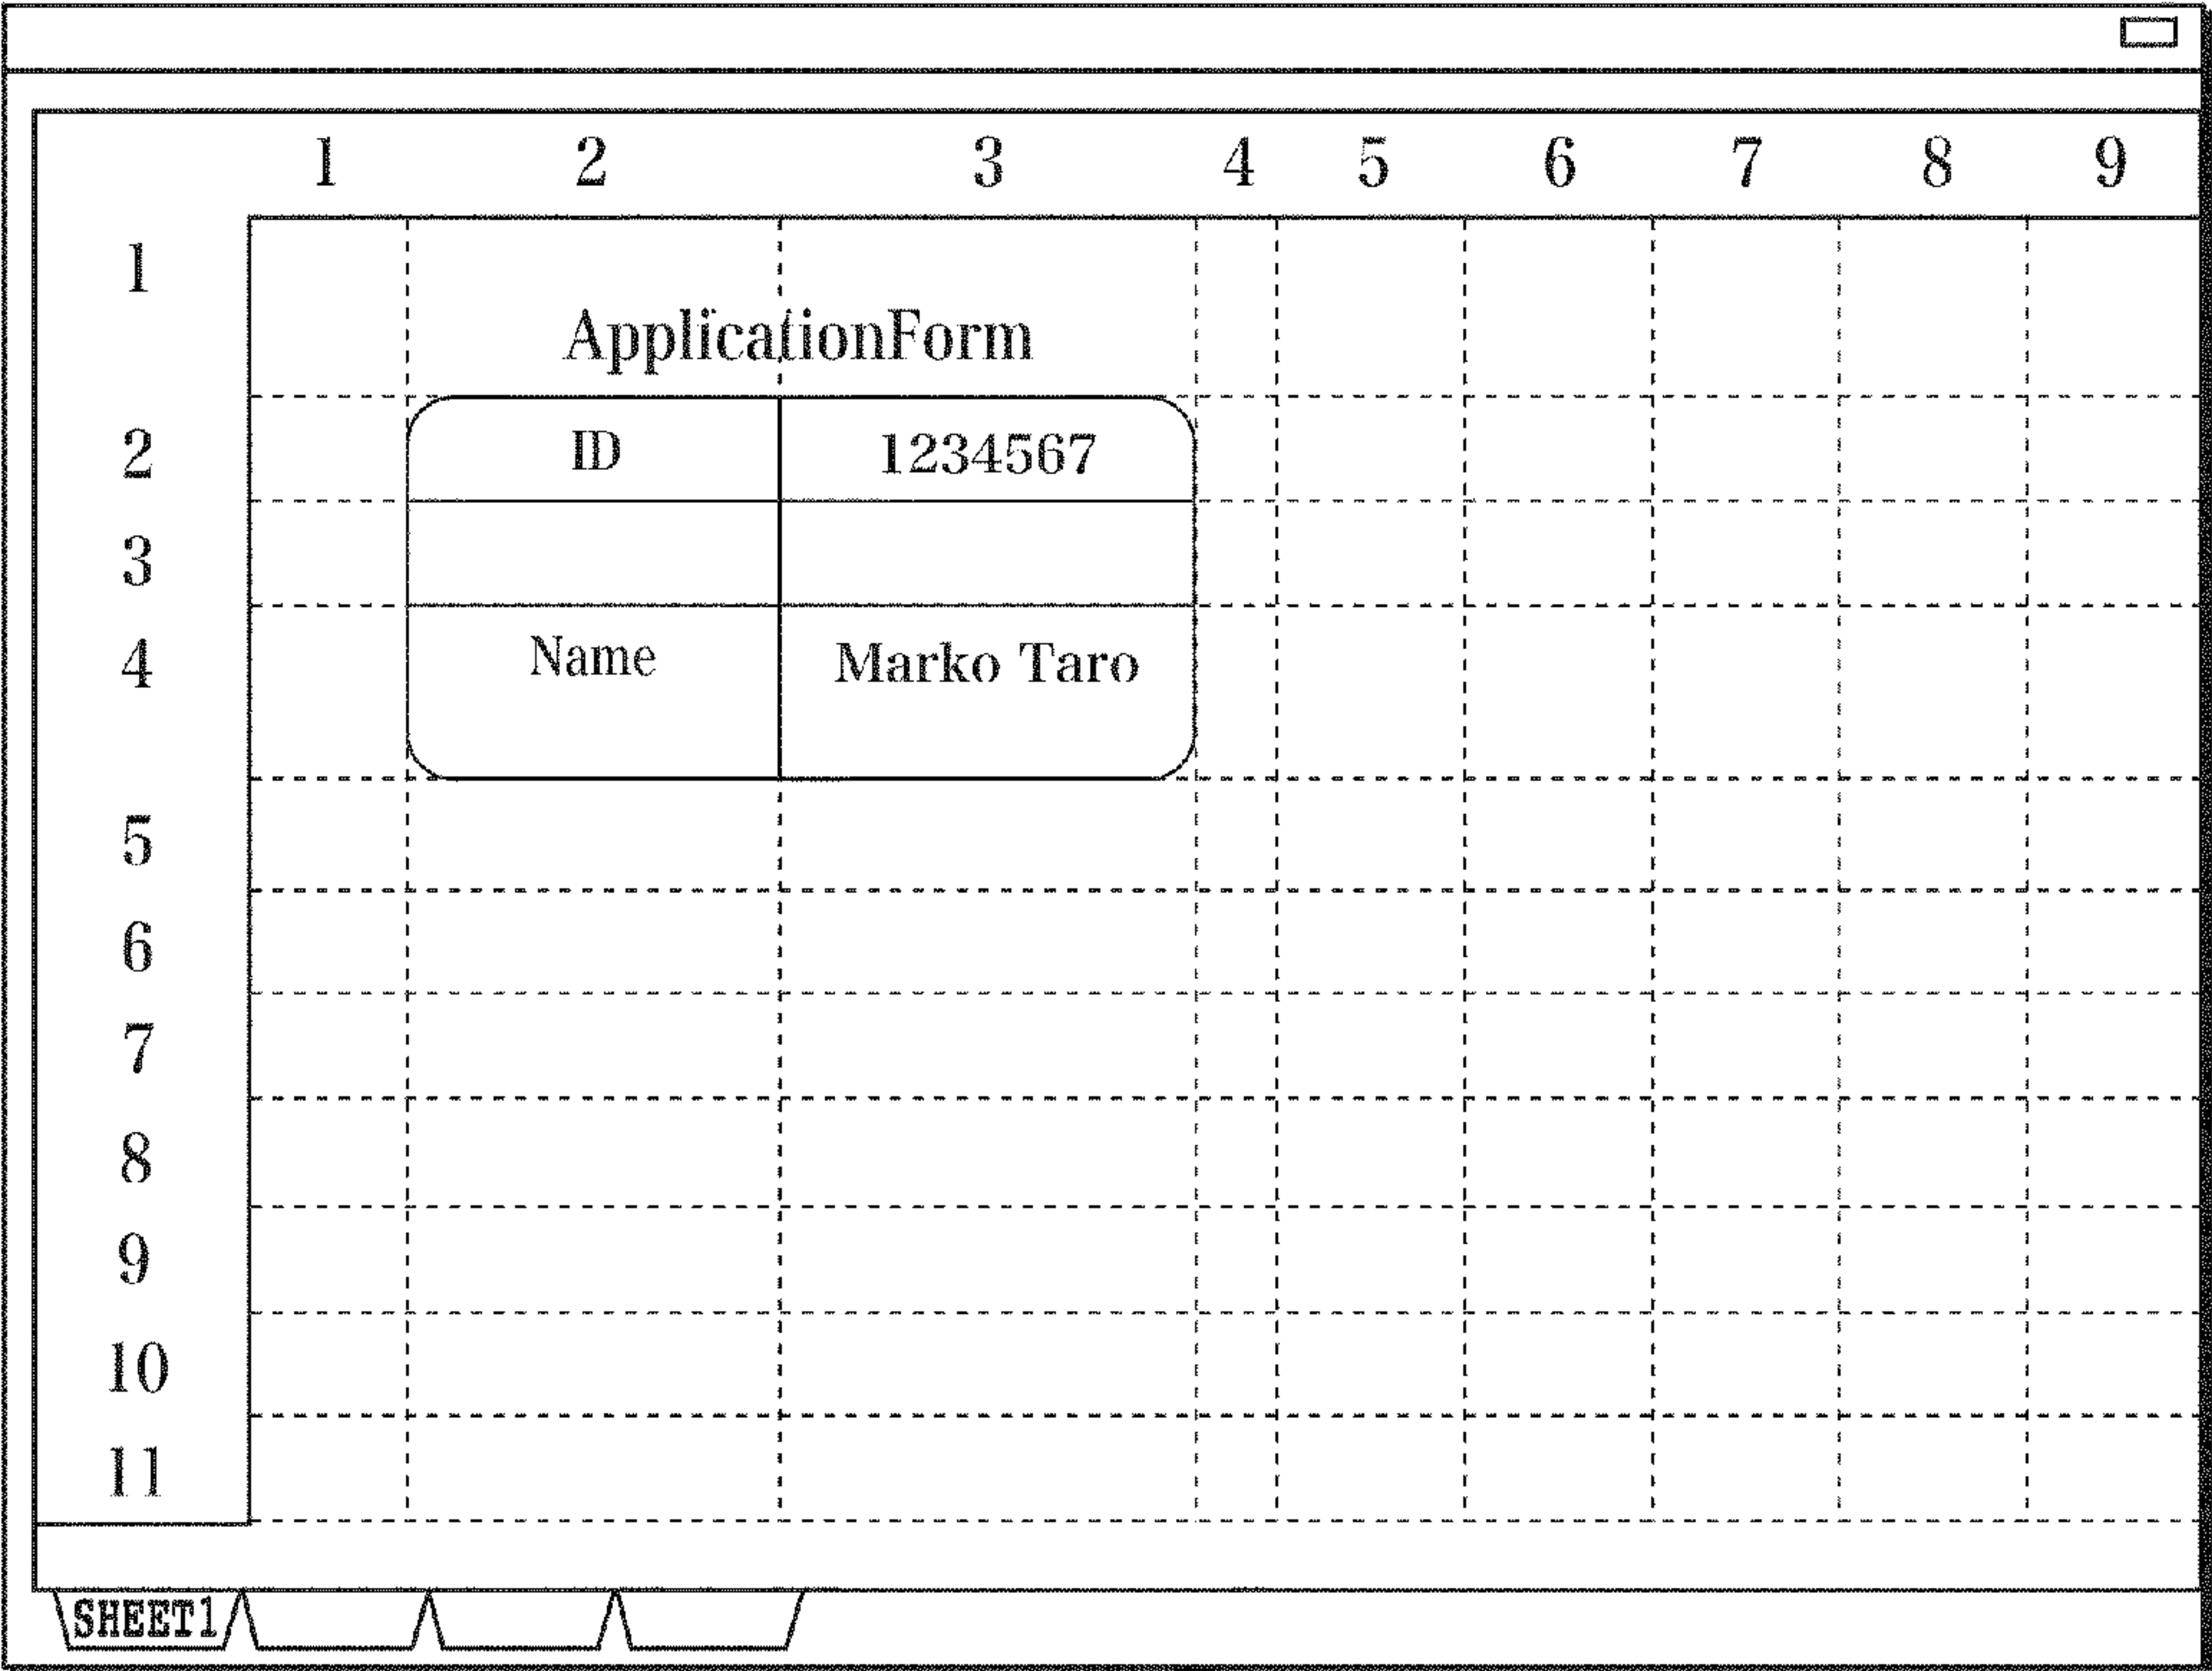 1 2 3 4 5 6 7 8 9
1
ApplicationForm
2 ID 1234567
3
4 Name Marko Taro
5
6
7
8
9
10
11
SHEET1